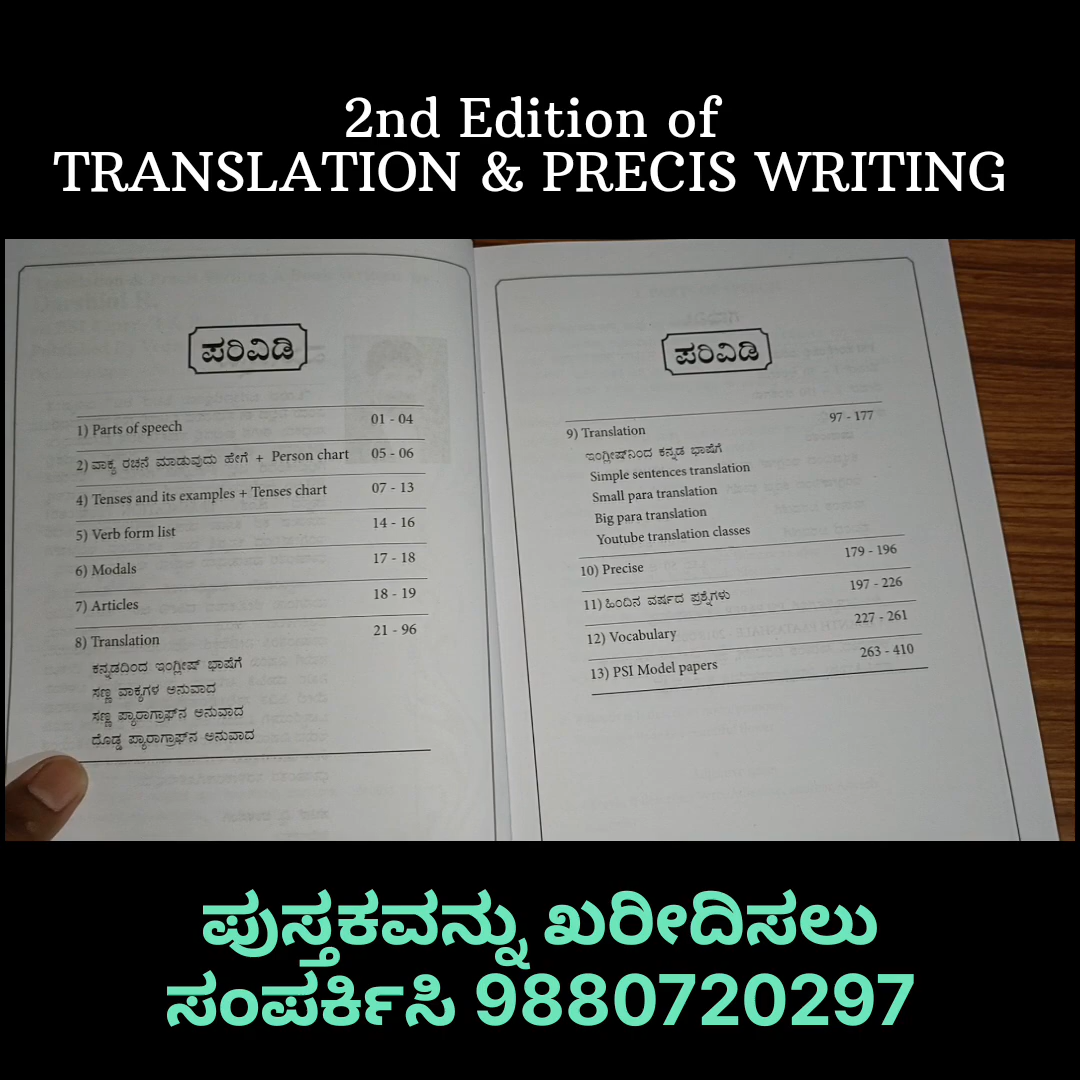 2nd Edition of
TRANSLATION & PRECIS WRITING
ಪರಿವಿಡಿ
1) Parts of speech 01 - 04
2) ವಾಕ್ಯ ರಚನೆ ಮಾಡುವುದು ಹೇಗೆ + Person chart 05 - 06
4) Tenses and its examples + Tenses chart 07 - 13
5) Verb form list 14 - 16
6) Modals 17 - 18
7) Articles 18 - 19
8) Translation 21 - 96
ಕನ್ನಡದಿಂದ ಇಂಗ್ಲೀಷ್ ಭಾಷೆಗೆ
ಸಣ್ಣ ವಾಕ್ಯಗಳ ಅನುವಾದ
ಸಣ್ಣ ಪ್ಯಾರಾಗ್ರಾಫ್‌ನ ಅನುವಾದ
ದೊಡ್ಡ ಪ್ಯಾರಾಗ್ರಾಫ್‌ನ ಅನುವಾದ
ಪರಿವಿಡಿ
9) Translation 97 - 177
ಇಂಗ್ಲೀಷ್‌ನಿಂದ ಕನ್ನಡ ಭಾಷೆಗೆ
Simple sentences translation
Small para translation
Big para translation
Youtube translation classes
10) Precise 179 - 196
11) ಹಿಂದಿನ ವರ್ಷದ ಪ್ರಶ್ನೆಗಳು 197 - 226
12) Vocabulary 227 - 261
13) PSI Model papers 263 - 410
ಪುಸ್ತಕವನ್ನು ಖರೀದಿಸಲು
ಸಂಪರ್ಕಿಸಿ 9880720297